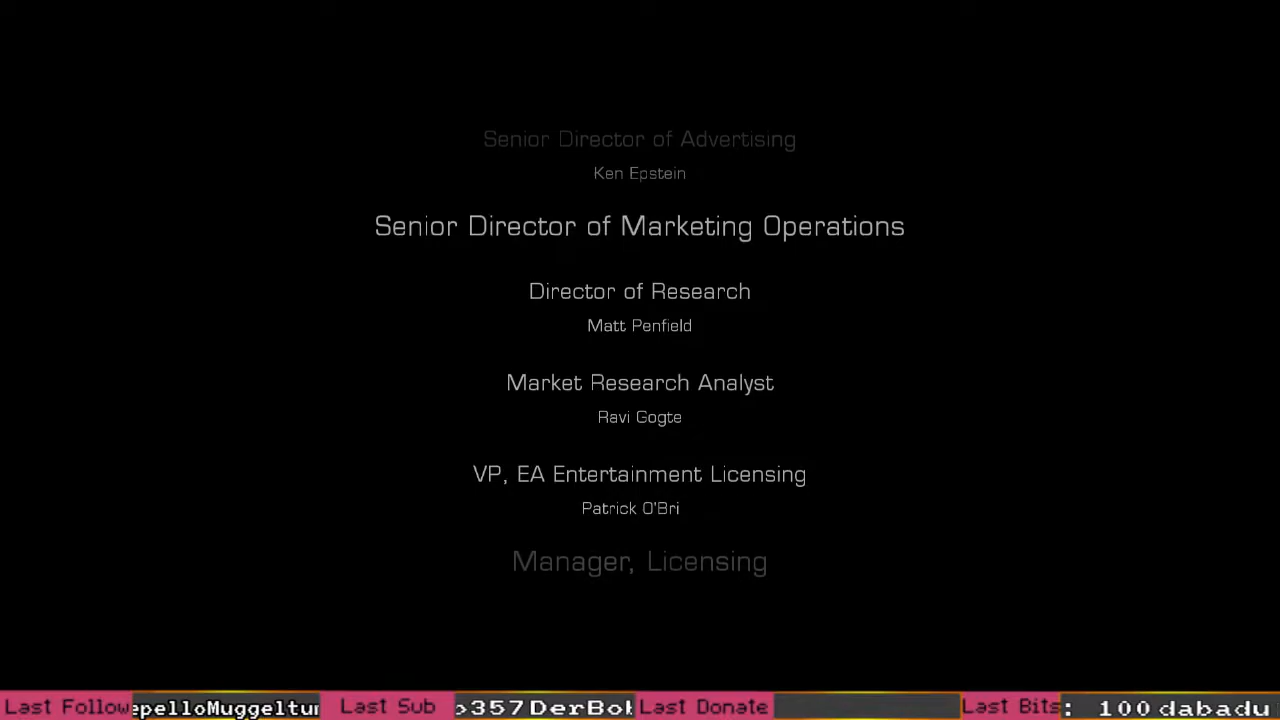 Senior Director of Advertising
Ken Epstein
Senior Director of Marketing Operations
Director of Research
Matt Penfield
Market Research Analyst
Ravi Gogte
VP, EA Entertainment Licensing
Patrick O'Bri
Manager, Licensing
Last Follow epelloMuggeltur Last Sub o357DerBok Last Donate Last Bits: 100 dabadu